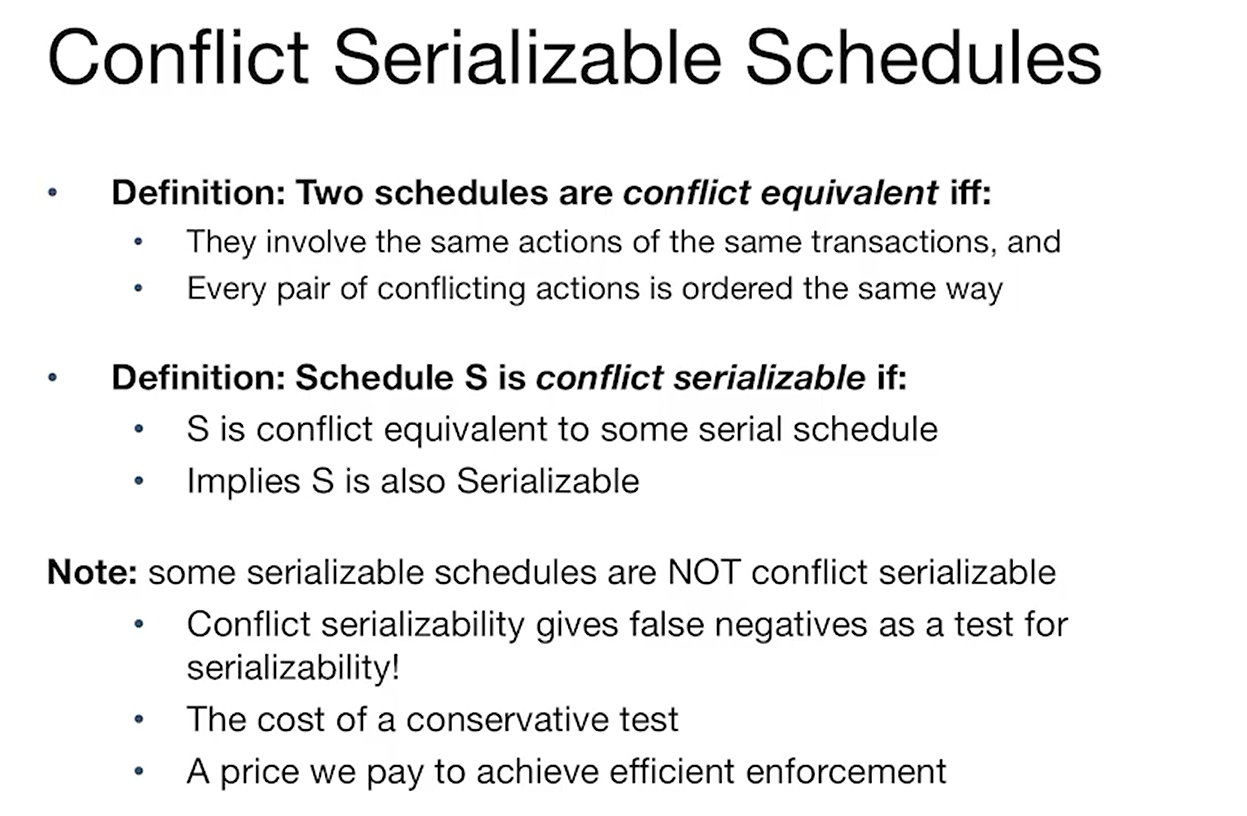 Conflict Serializable Schedules
• Definition: Two schedules are conflict equivalent iff:
• They involve the same actions of the same transactions, and
• Every pair of conflicting actions is ordered the same way
• Definition: Schedule S is conflict serializable if:
• S is conflict equivalent to some serial schedule
• Implies S is also Serializable
Note: some serializable schedules are NOT conflict serializable
• Conflict serializability gives false negatives as a test for
serializability!
• The cost of a conservative test
• A price we pay to achieve efficient enforcement